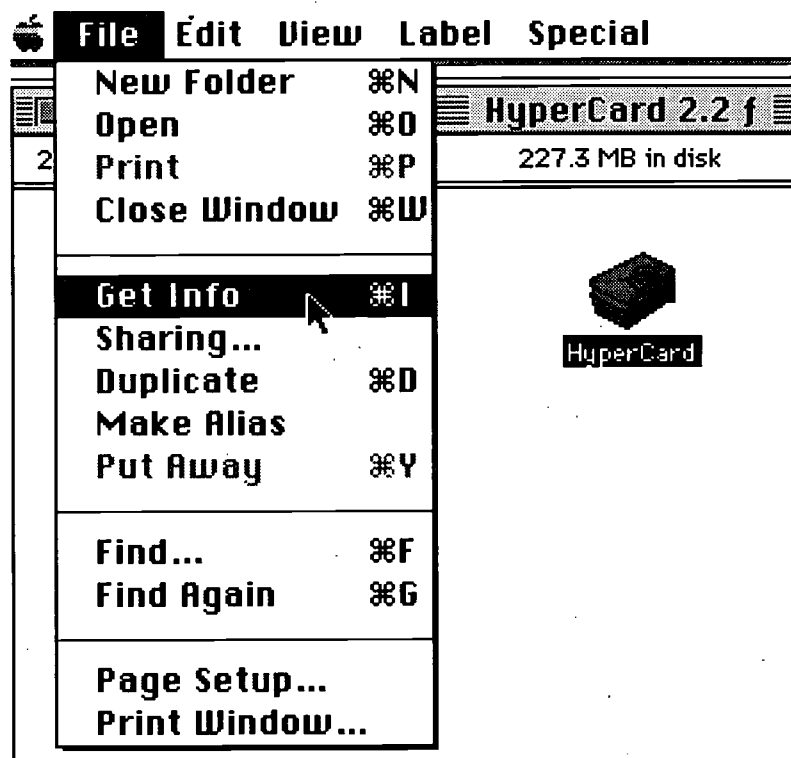 File Edit View Label Special
New Folder ⌘N
Open ⌘O
Print ⌘P
Close Window ⌘W
Get Info ⌘I
Sharing...
Duplicate ⌘D
Make Alias
Put Away ⌘Y
Find... ⌘F
Find Again ⌘G
Page Setup...
Print Window...
HyperCard 2.2 ƒ
2
227.3 MB in disk
HyperCard